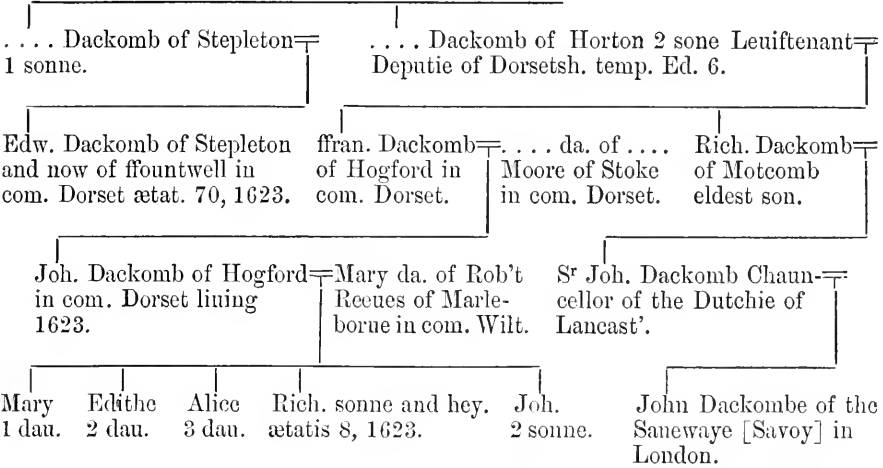 . . . . Dackomb of Stepleton
1 sonne.
. . . . Dackomb of Horton 2 sone Leuiftenant
Deputie of Dorsetsh. temp. Ed. 6.
Edw. Dackomb of Stepleton
and now of ffountwell in
com. Dorset ætat. 70, 1623.
ffran. Dackomb
of Hogford in
com. Dorset.
. . . . da. of . . . .
Moore of Stoke
in com. Dorset.
Rich. Dackomb
of Motcomb
eldest son.
Joh. Dackomb of Hogford
in com. Dorset liuing
1623.
Mary da. of Rob't
Reeues of Marle-
borne in com. Wilt.
Sʳ Joh. Dackomb Chaun-
cellor of the Dutchie of
Lancast'.
Mary
1 dau.
Edithe
2 dau.
Alice
3 dau.
Rich. sonne and hey.
ætatis 8, 1623.
Joh.
2 sonne.
John Dackombe of the
Sanewaye [Savoy] in
London.